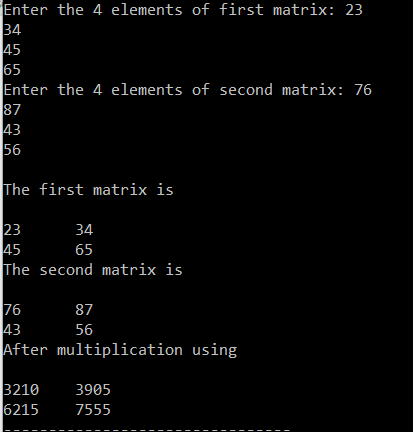 Enter the 4 elements of first matrix: 23
34
45
65
Enter the 4 elements of second matrix: 76
87
43
56
The first matrix is
23 34
45 65
The second matrix is
76 87
43 56
After multiplication using
3210 3905
6215 7555
--------------------------------